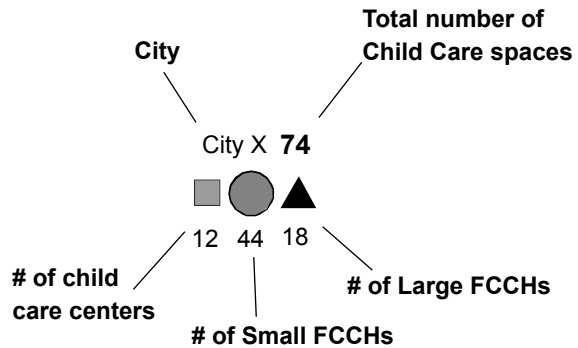 Total number of
Child Care spaces
City
City X 74
12 44 18
# of child
care centers
# of Large FCCHs
# of Small FCCHs